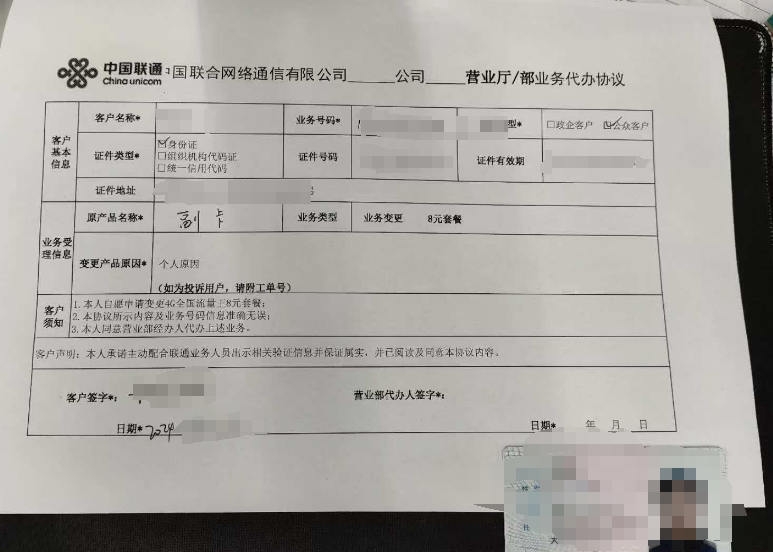 中国联通
China unicom
国联合网络通信有限公司______公司_____营业厅/部业务代办协议
客户基本信息
客户名称*
业务号码*
型*
□政企客户 ☑公众客户
证件类型*
☑身份证
□组织机构代码证
□统一信用代码
证件号码
证件有效期
证件地址
业务受理信息
原产品名称*
副卡
业务类型
业务变更 8元套餐
变更产品原因*
个人原因
(如为投诉用户,请附工单号)
客户须知
1.本人自愿申请变更4G全国流量王8元套餐;
2.本协议所示内容及业务号码信息准确无误;
3.本人同意营业部经办人代办上述业务。
客户声明:本人承诺主动配合联通业务人员出示相关验证信息并保证属实,并已阅读及同意本协议内容。
客户签字*:
营业部代办人签字*:
日期* 2024
日期* 年 月 日